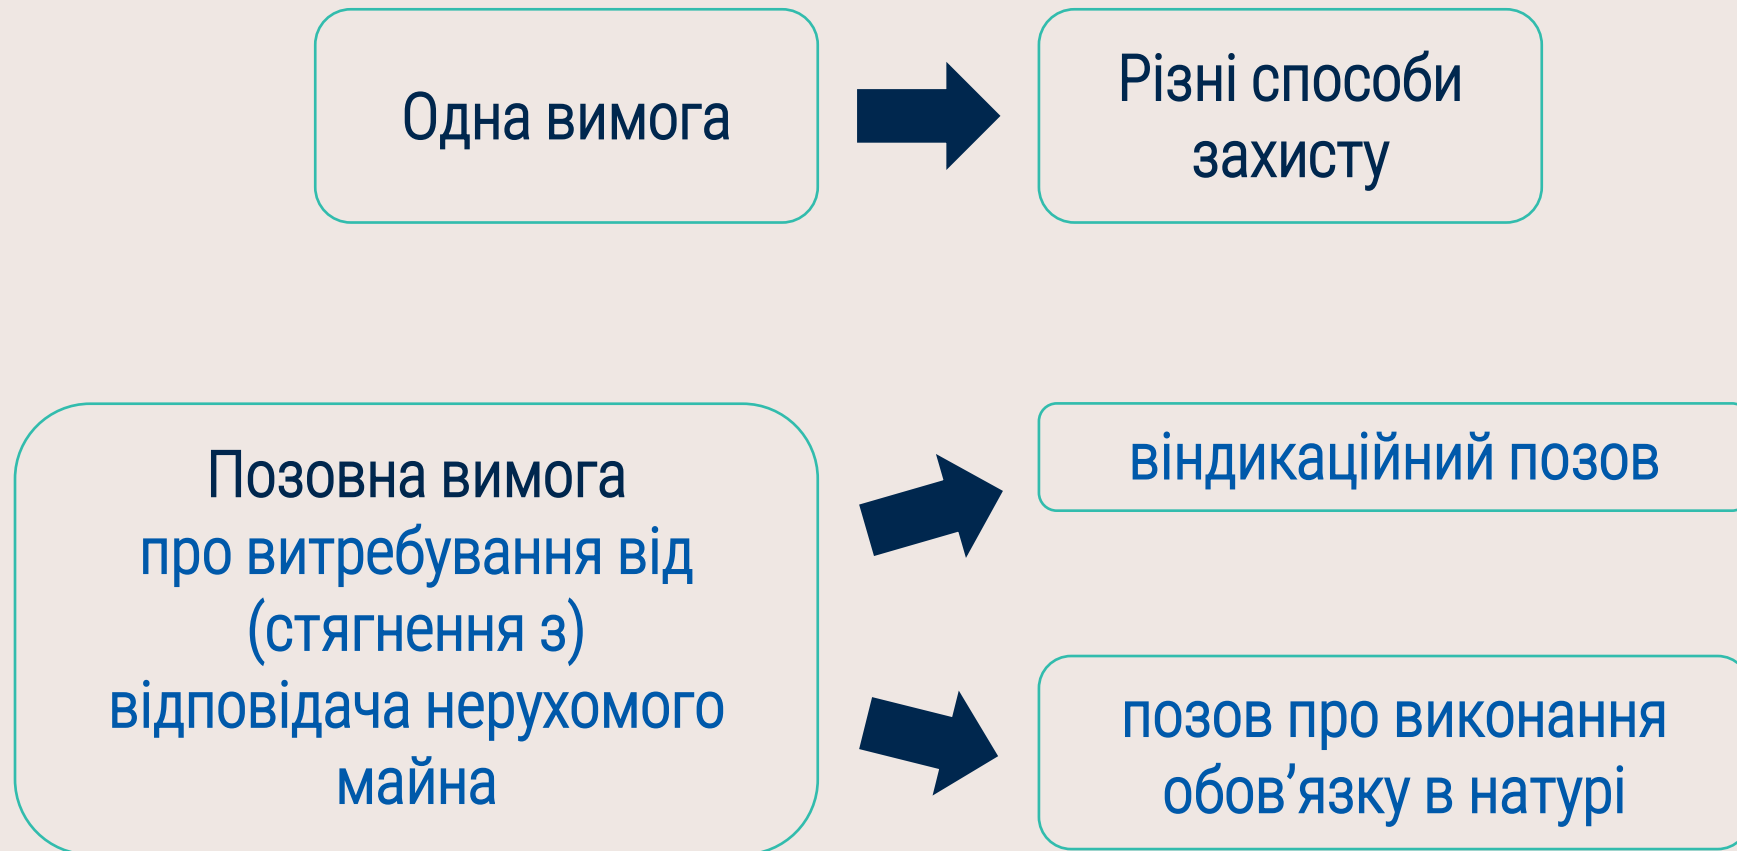 Одна вимога
Різні способи
захисту
Позовна вимога
про витребування від
(стягнення з)
відповідача нерухомого
майна
віндикаційний позов
позов про виконання
обов’язку в натурі